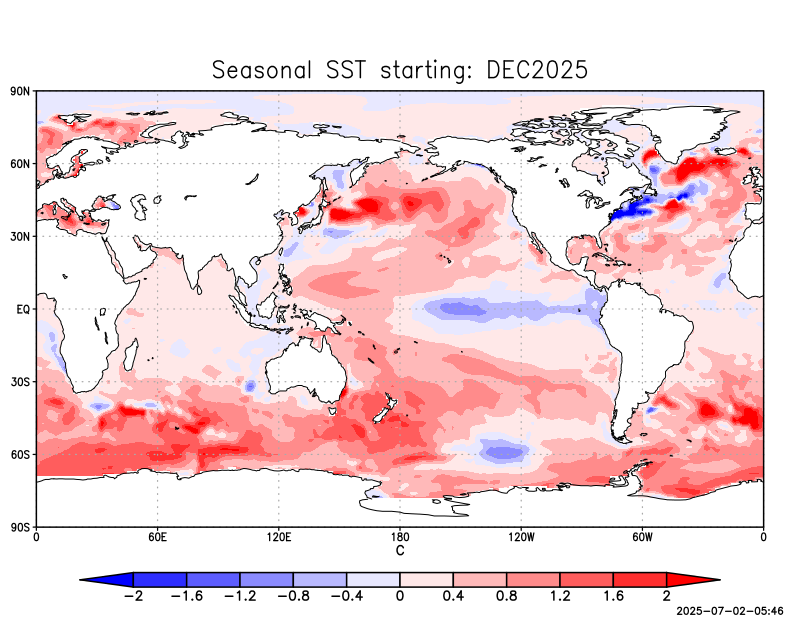 Seasonal SST starting: DEC2025
90N
60N
30N
EQ
30S
60S
90S
0 60E 120E 180 120W 60W 0
C
−2 −1.6 −1.2 −0.8 −0.4 0 0.4 0.8 1.2 1.6 2
2025-07-02-05:46